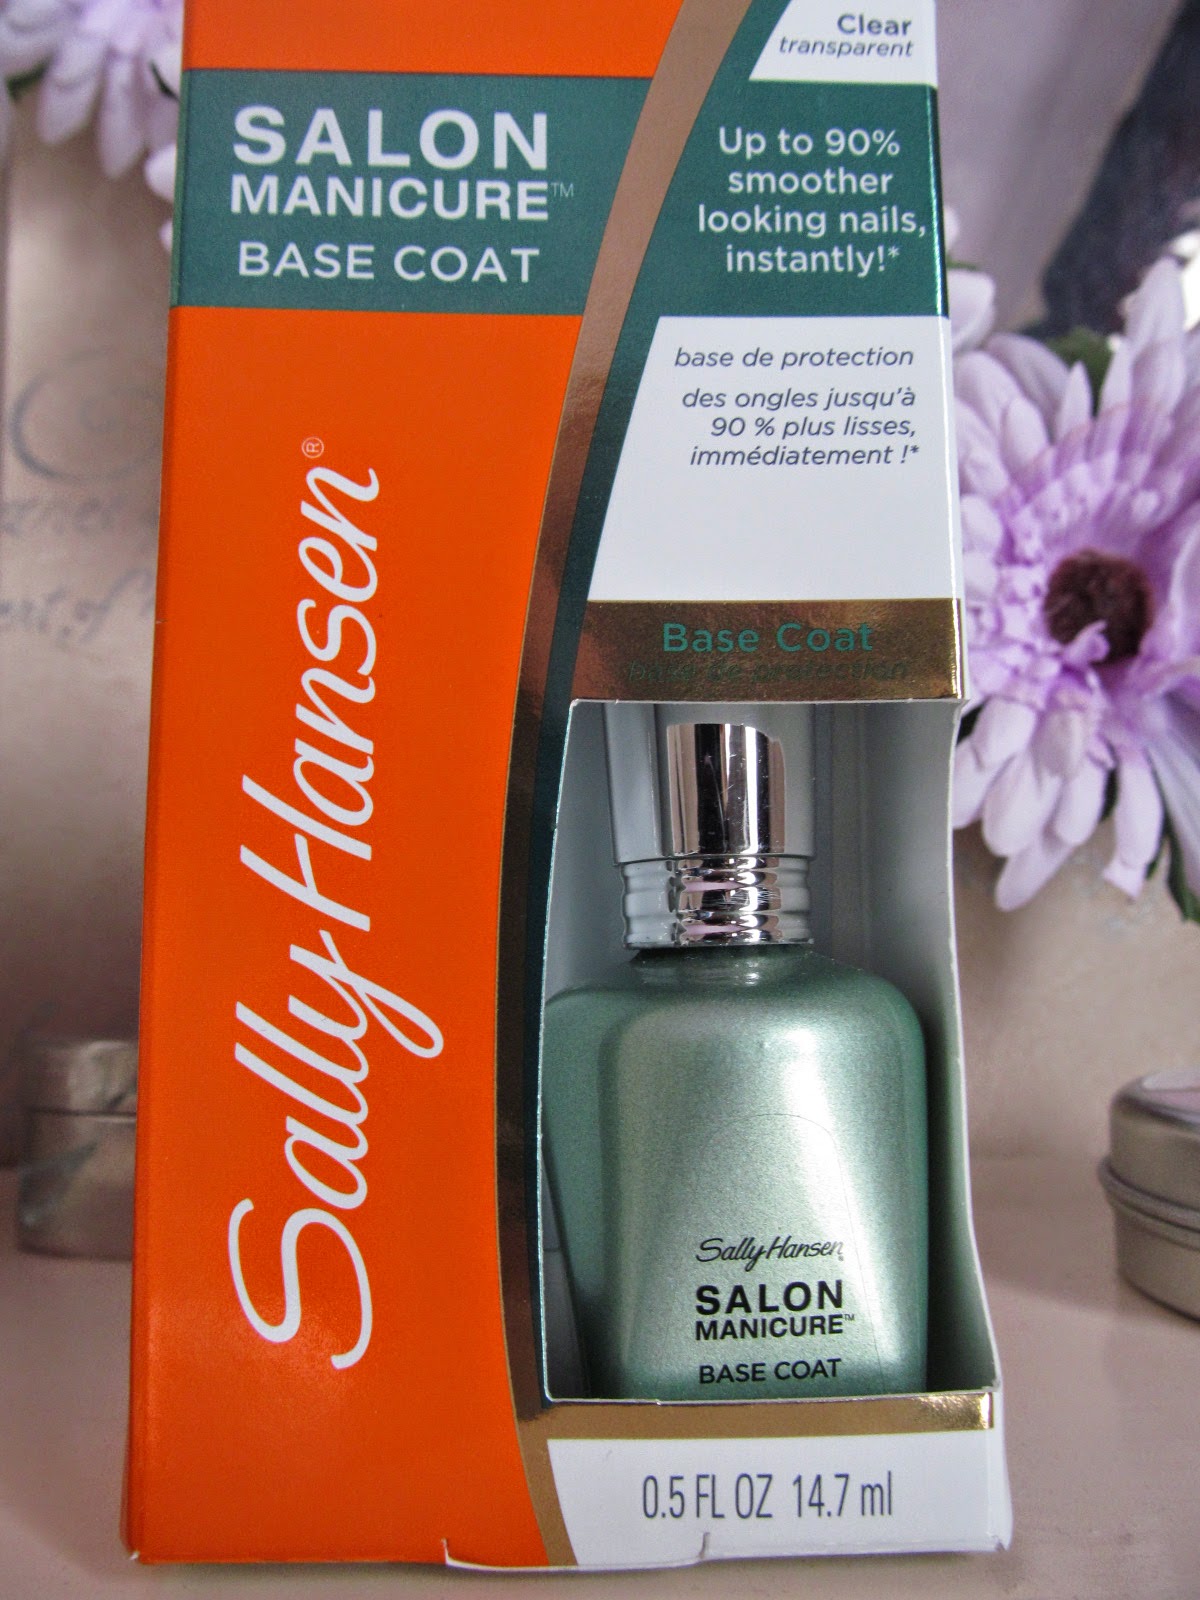 SALON
MANICURE™
BASE COAT
Sally Hansen®
Clear
transparent
Up to 90%
smoother
looking nails,
instantly!*
base de protection
des ongles jusqu'à
90 % plus lisses,
immédiatement !*
Base Coat
base de protection
Sally Hansen®
SALON
MANICURE™
BASE COAT
0.5 FL OZ 14.7 ml